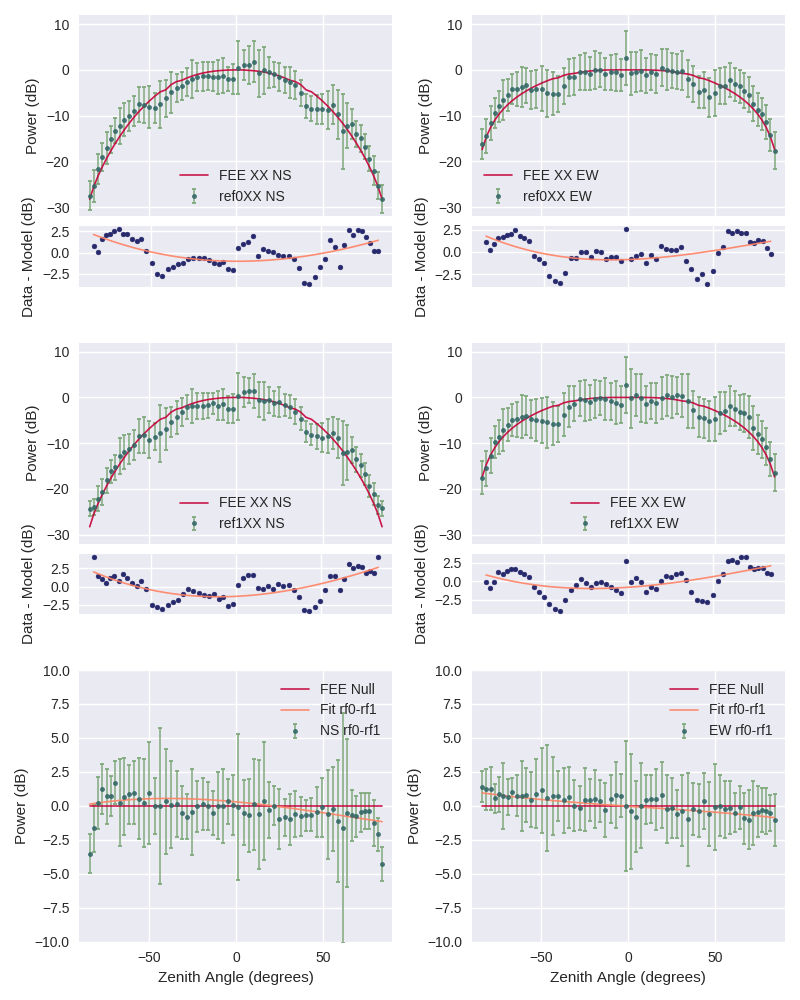 10
0
−10
−20
−30
Power (dB)
FEE XX NS
ref0XX NS
10
0
−10
−20
−30
Power (dB)
FEE XX EW
ref0XX EW
2.5
0.0
−2.5
Data - Model (dB)
2.5
0.0
−2.5
Data - Model (dB)
10
0
−10
−20
−30
Power (dB)
FEE XX NS
ref1XX NS
10
0
−10
−20
−30
Power (dB)
FEE XX EW
ref1XX EW
2.5
0.0
−2.5
Data - Model (dB)
2.5
0.0
−2.5
Data - Model (dB)
10.0
7.5
5.0
2.5
0.0
−2.5
−5.0
−7.5
−10.0
Power (dB)
FEE Null
Fit rf0-rf1
NS rf0-rf1
−50
0
50
Zenith Angle (degrees)
10.0
7.5
5.0
2.5
0.0
−2.5
−5.0
−7.5
−10.0
Power (dB)
FEE Null
Fit rf0-rf1
EW rf0-rf1
−50
0
50
Zenith Angle (degrees)